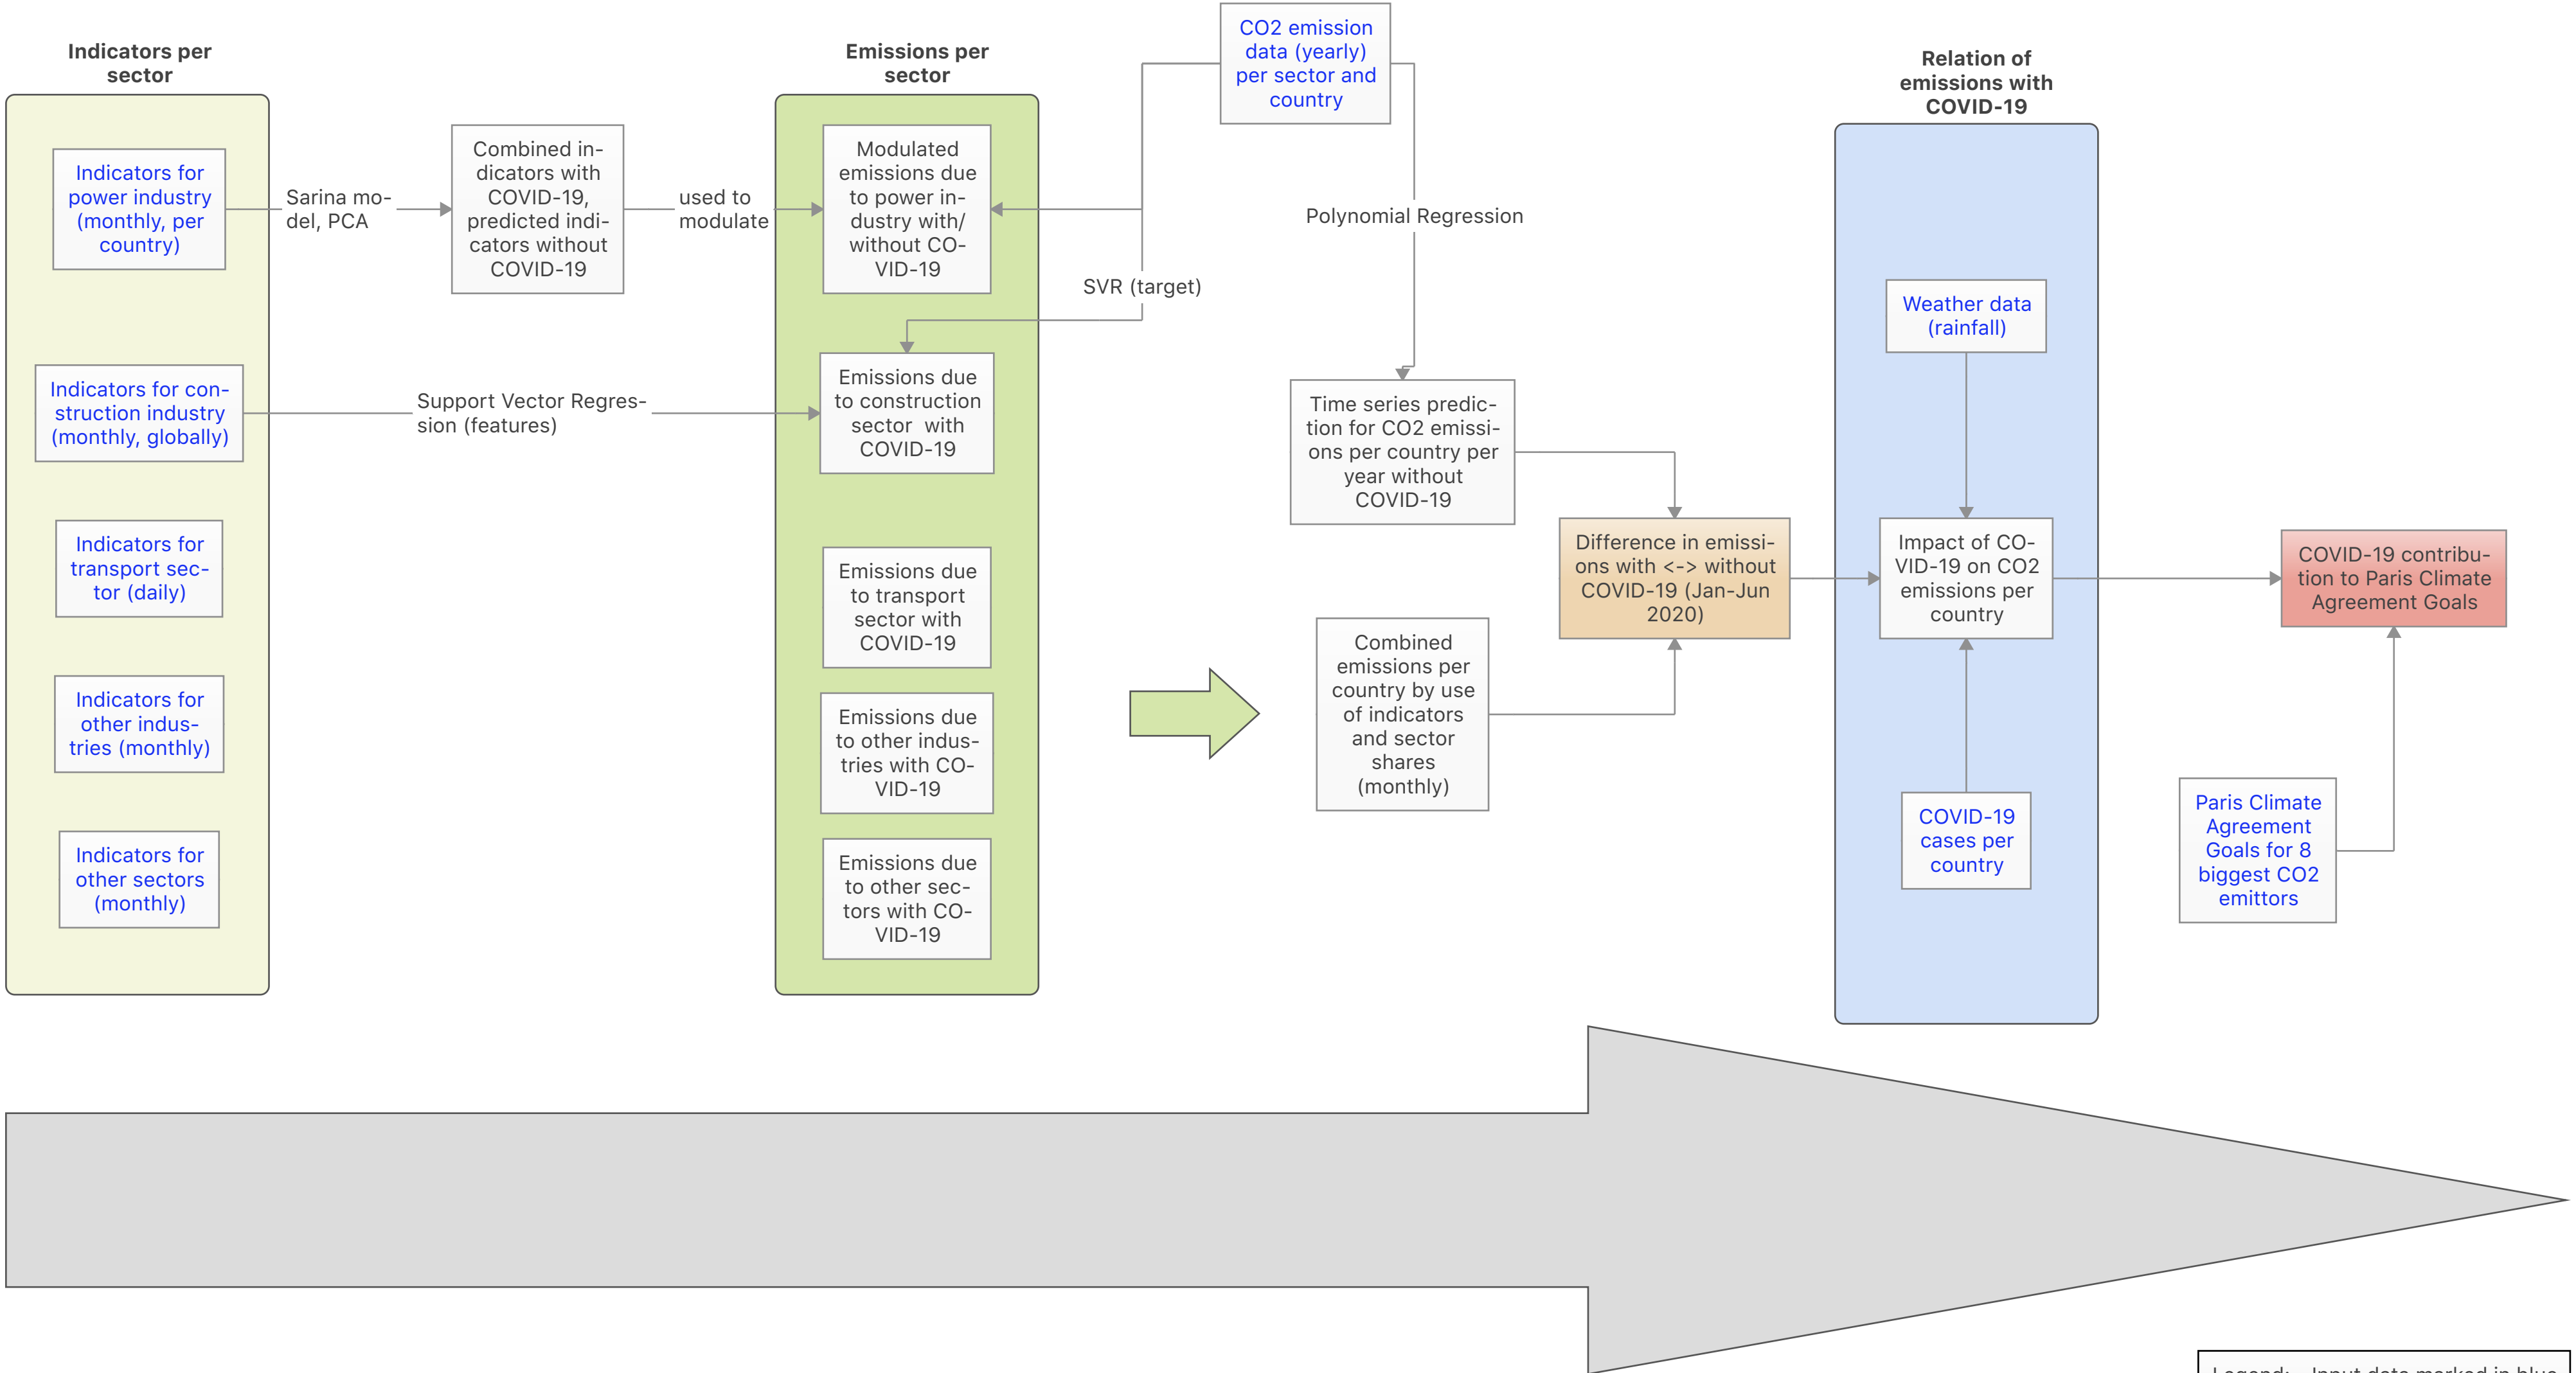 Indicators per
sector
Indicators for
power industry
(monthly, per
country)
Indicators for con-
struction industry
(monthly, globally)
Indicators for
transport sec-
tor (daily)
Indicators for
other indus-
tries (monthly)
Indicators for
other sectors
(monthly)
Sarina mo-
del, PCA
Combined in-
dicators with
COVID-19,
predicted indi-
cators without
COVID-19
used to
modulate
Support Vector Regres-
sion (features)
Emissions per
sector
Modulated
emissions due
to power in-
dustry with/
without CO-
VID-19
Emissions due
to construction
sector with
COVID-19
Emissions due
to transport
sector with
COVID-19
Emissions due
to other indus-
tries with CO-
VID-19
Emissions due
to other sec-
tors with CO-
VID-19
CO2 emission
data (yearly)
per sector and
country
SVR (target)
Polynomial Regression
Time series predic-
tion for CO2 emissi-
ons per country per
year without
COVID-19
Combined
emissions per
country by use
of indicators
and sector
shares
(monthly)
Difference in emissi-
ons with <-> without
COVID-19 (Jan-Jun
2020)
Relation of
emissions with
COVID-19
Weather data
(rainfall)
Impact of CO-
VID-19 on CO2
emissions per
country
COVID-19
cases per
country
COVID-19 contribu-
tion to Paris Climate
Agreement Goals
Paris Climate
Agreement
Goals for 8
biggest CO2
emittors
Legend: Input data marked in blue